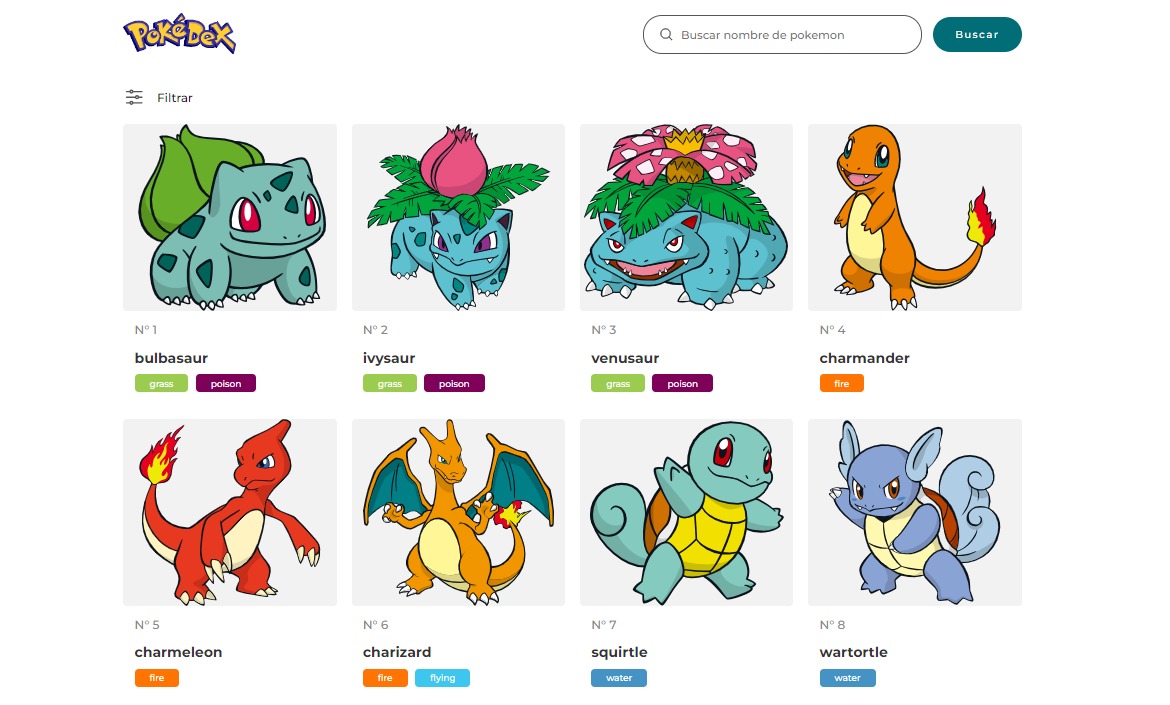 PokéDex
Buscar nombre de pokemon
Buscar
Filtrar
N° 1
bulbasaur
grass poison
N° 2
ivysaur
grass poison
N° 3
venusaur
grass poison
N° 4
charmander
fire
N° 5
charmeleon
fire
N° 6
charizard
fire flying
N° 7
squirtle
water
N° 8
wartortle
water